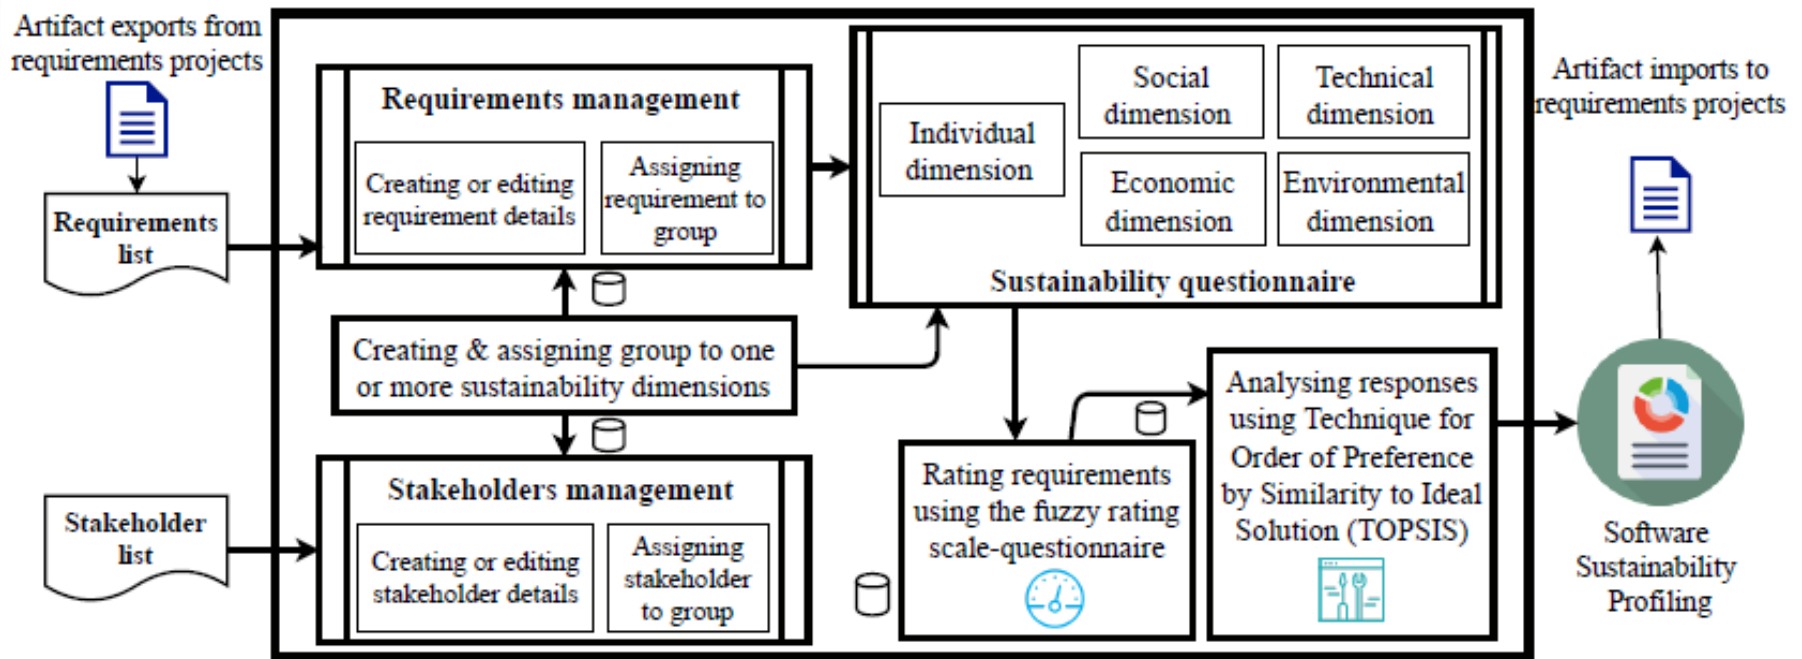 Artifact exports from
requirements projects
Requirements
list
Stakeholder
list
Requirements management
Creating or editing
requirement details
Assigning
requirement to
group
Creating & assigning group to one
or more sustainability dimensions
Stakeholders management
Creating or editing
stakeholder details
Assigning
stakeholder
to group
Individual
dimension
Social
dimension
Technical
dimension
Economic
dimension
Environmental
dimension
Sustainability questionnaire
Rating requirements
using the fuzzy rating
scale-questionnaire
Analysing responses
using Technique for
Order of Preference
by Similarity to Ideal
Solution (TOPSIS)
Artifact imports to
requirements projects
Software
Sustainability
Profiling